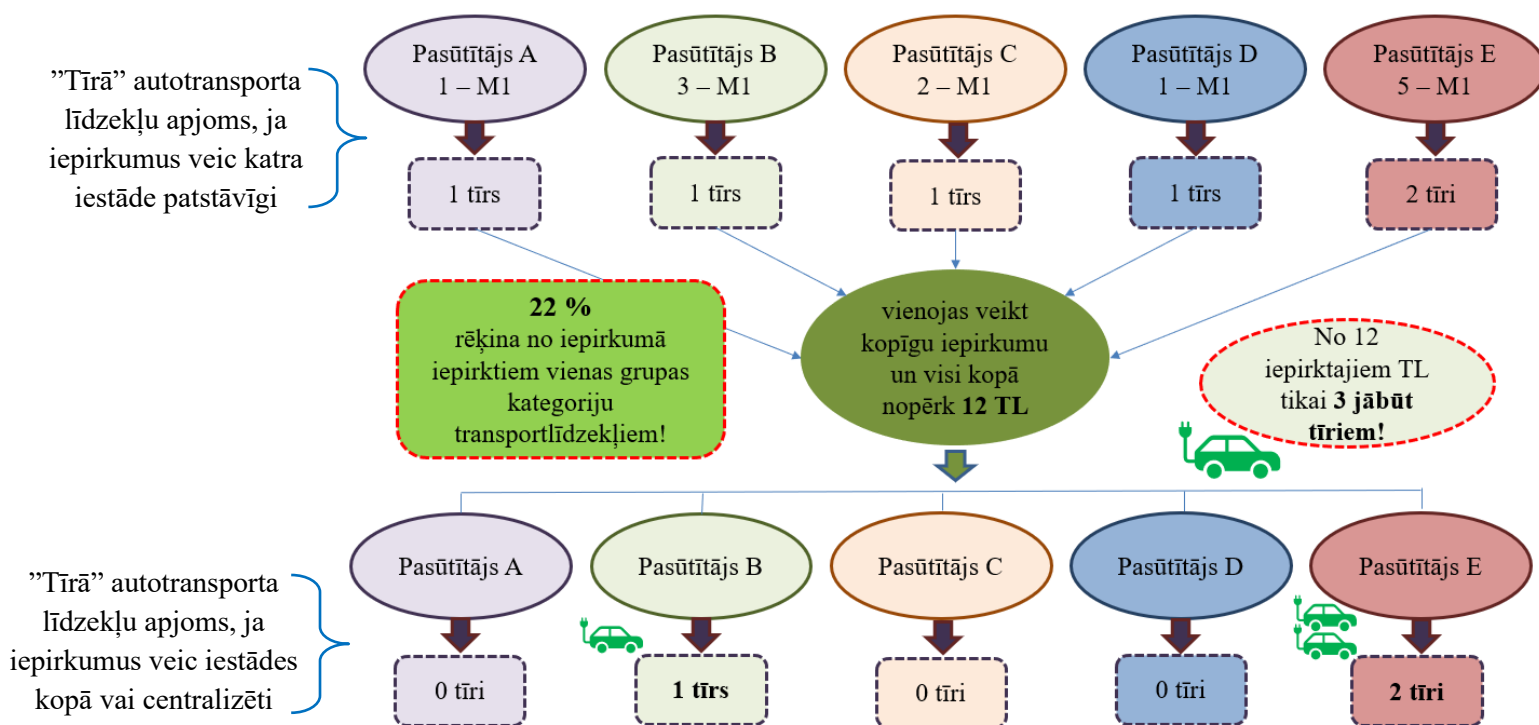 Pasūtītājs A
1 – M1
Pasūtītājs B
3 – M1
Pasūtītājs C
2 – M1
Pasūtītājs D
1 – M1
Pasūtītājs E
5 – M1
”Tīrā” autotransporta
līdzekļu apjoms, ja
iepirkumus veic katra
iestāde patstāvīgi
1 tīrs
1 tīrs
1 tīrs
1 tīrs
2 tīri
22 %
rēķina no iepirkumā
iepirktiem vienas grupas
kategoriju
transportlīdzekļiem!
vienojas veikt
kopīgu iepirkumu
un visi kopā
nopērk 12 TL
No 12
iepirktajiem TL
tikai 3 jābūt
tīriem!
Pasūtītājs A
Pasūtītājs B
Pasūtītājs C
Pasūtītājs D
Pasūtītājs E
”Tīrā” autotransporta
līdzekļu apjoms, ja
iepirkumus veic iestādes
kopā vai centralizēti
0 tīri
1 tīrs
0 tīri
0 tīri
2 tīri